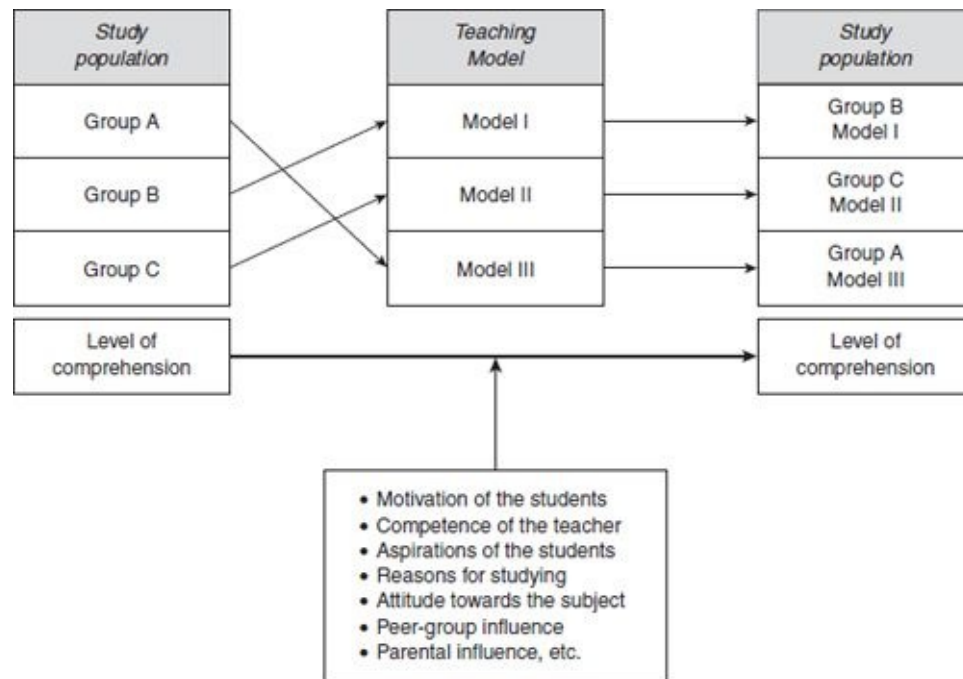 Study
population
Group A
Group B
Group C
Level of
comprehension
Teaching
Model
Model I
Model II
Model III
Study
population
Group B
Model I
Group C
Model II
Group A
Model III
Level of
comprehension
• Motivation of the students
• Competence of the teacher
• Aspirations of the students
• Reasons for studying
• Attitude towards the subject
• Peer-group influence
• Parental influence, etc.